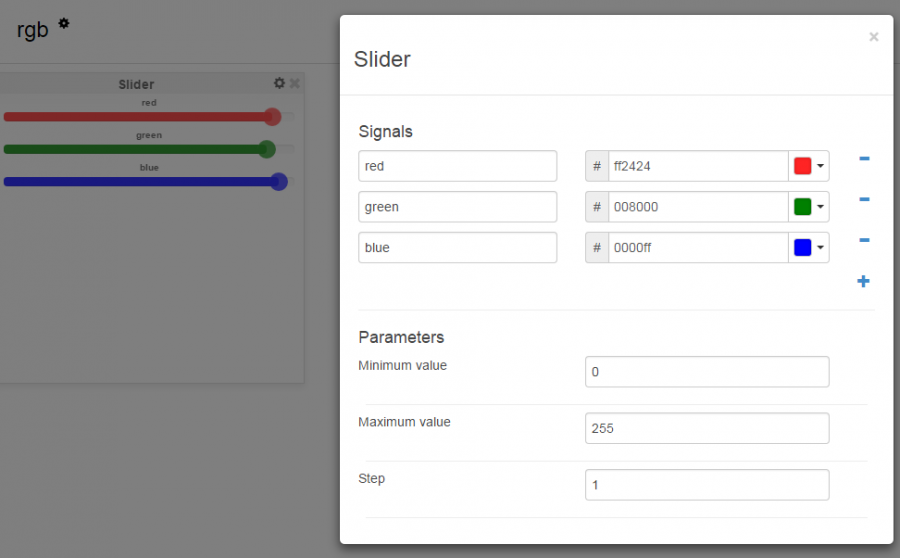 rgb
Slider
red
green
blue
Slider
×
Signals
red # ff2424
green # 008000
blue # 0000ff
Parameters
Minimum value 0
Maximum value 255
Step 1